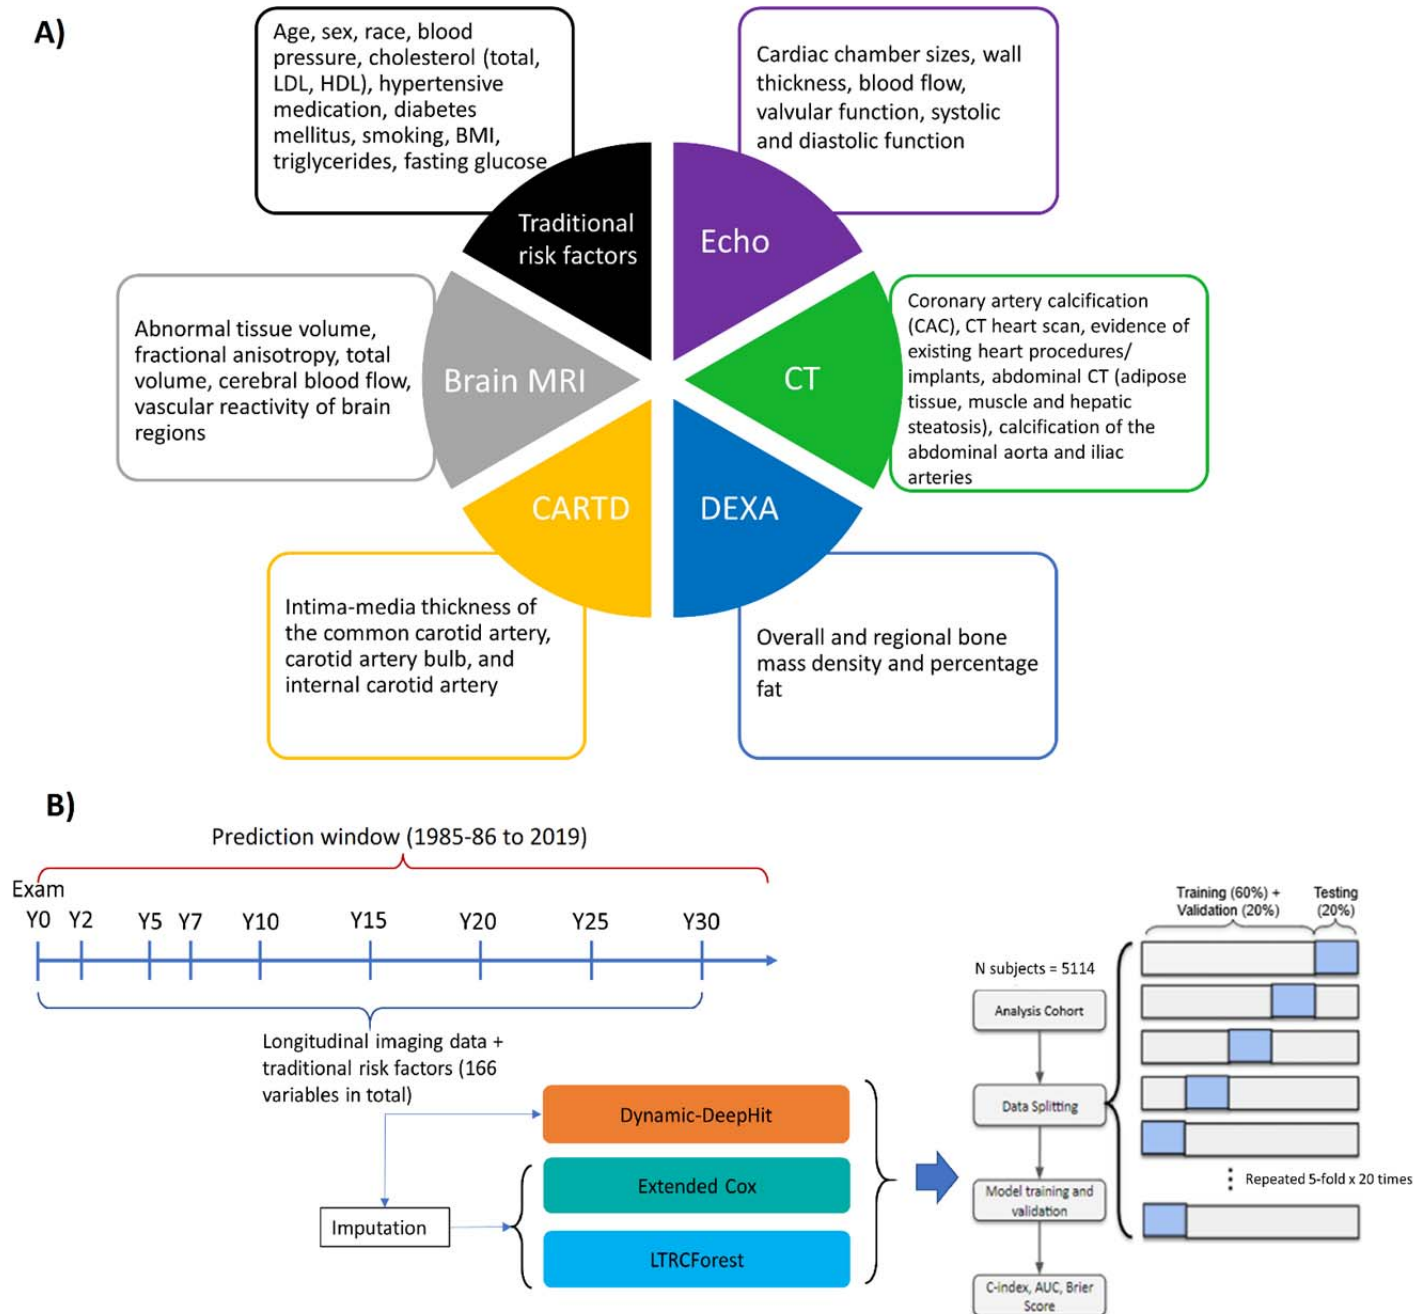 A)
Age, sex, race, blood
pressure, cholesterol (total,
LDL, HDL), hypertensive
medication, diabetes
mellitus, smoking, BMI,
triglycerides, fasting glucose
Cardiac chamber sizes, wall
thickness, blood flow,
valvular function, systolic
and diastolic function
Traditional
risk factors
Echo
Abnormal tissue volume,
fractional anisotropy, total
volume, cerebral blood flow,
vascular reactivity of brain
regions
Brain MRI
CT
Coronary artery calcification
(CAC), CT heart scan, evidence of
existing heart procedures/
implants, abdominal CT (adipose
tissue, muscle and hepatic
steatosis), calcification of the
abdominal aorta and iliac
arteries
CARTD
DEXA
Intima-media thickness of
the common carotid artery,
carotid artery bulb, and
internal carotid artery
Overall and regional bone
mass density and percentage
fat
B)
Prediction window (1985-86 to 2019)
Exam
Y0 Y2 Y5 Y7 Y10 Y15 Y20 Y25 Y30
Longitudinal imaging data +
traditional risk factors (166
variables in total)
Dynamic-DeepHit
Extended Cox
LTRCForest
Imputation
N subjects = 5114
Analysis Cohort
Data Splitting
Model training and
validation
C-index, AUC, Brier
Score
Training (60%) +
Validation (20%)
Testing
(20%)
Repeated 5-fold x 20 times